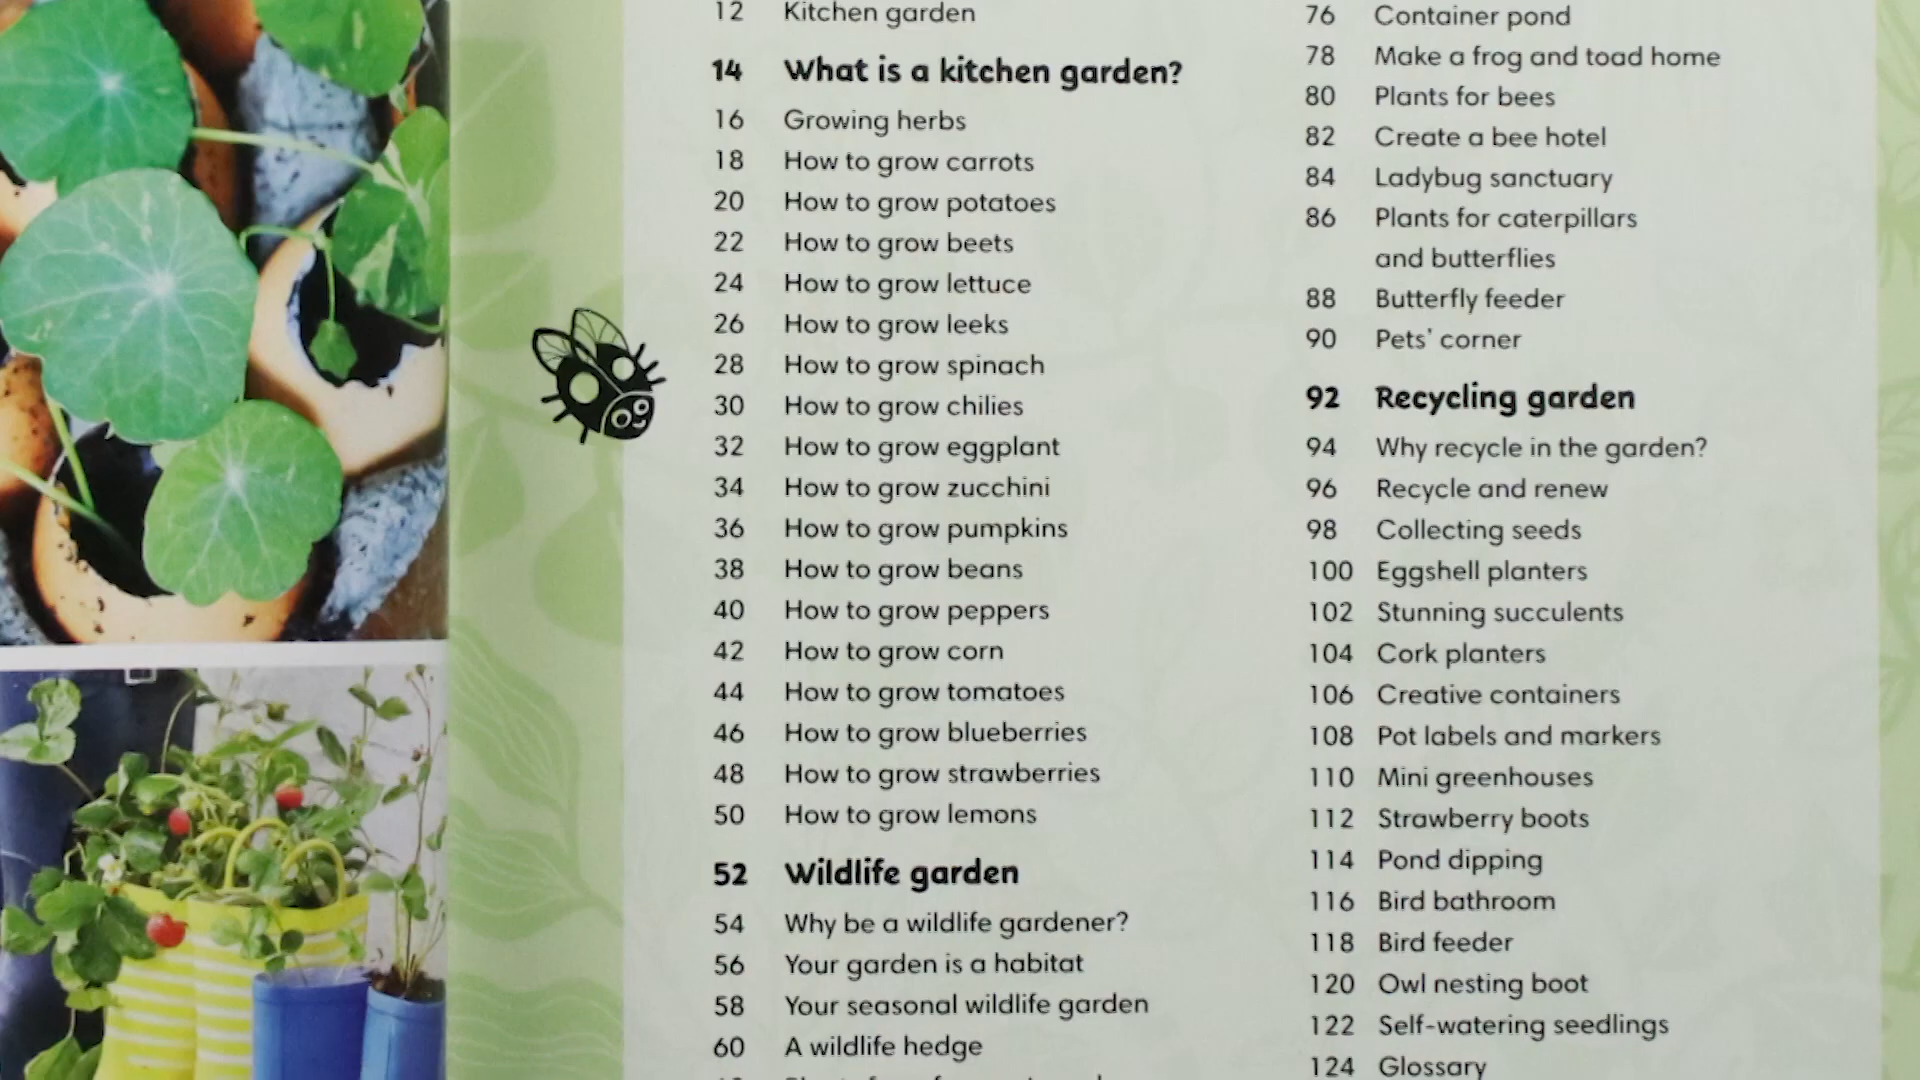 12 Kitchen garden
14 What is a kitchen garden?
16 Growing herbs
18 How to grow carrots
20 How to grow potatoes
22 How to grow beets
24 How to grow lettuce
26 How to grow leeks
28 How to grow spinach
30 How to grow chilies
32 How to grow eggplant
34 How to grow zucchini
36 How to grow pumpkins
38 How to grow beans
40 How to grow peppers
42 How to grow corn
44 How to grow tomatoes
46 How to grow blueberries
48 How to grow strawberries
50 How to grow lemons
52 Wildlife garden
54 Why be a wildlife gardener?
56 Your garden is a habitat
58 Your seasonal wildlife garden
60 A wildlife hedge
76 Container pond
78 Make a frog and toad home
80 Plants for bees
82 Create a bee hotel
84 Ladybug sanctuary
86 Plants for caterpillars
and butterflies
88 Butterfly feeder
90 Pets' corner
92 Recycling garden
94 Why recycle in the garden?
96 Recycle and renew
98 Collecting seeds
100 Eggshell planters
102 Stunning succulents
104 Cork planters
106 Creative containers
108 Pot labels and markers
110 Mini greenhouses
112 Strawberry boots
114 Pond dipping
116 Bird bathroom
118 Bird feeder
120 Owl nesting boot
122 Self-watering seedlings
124 Glossary